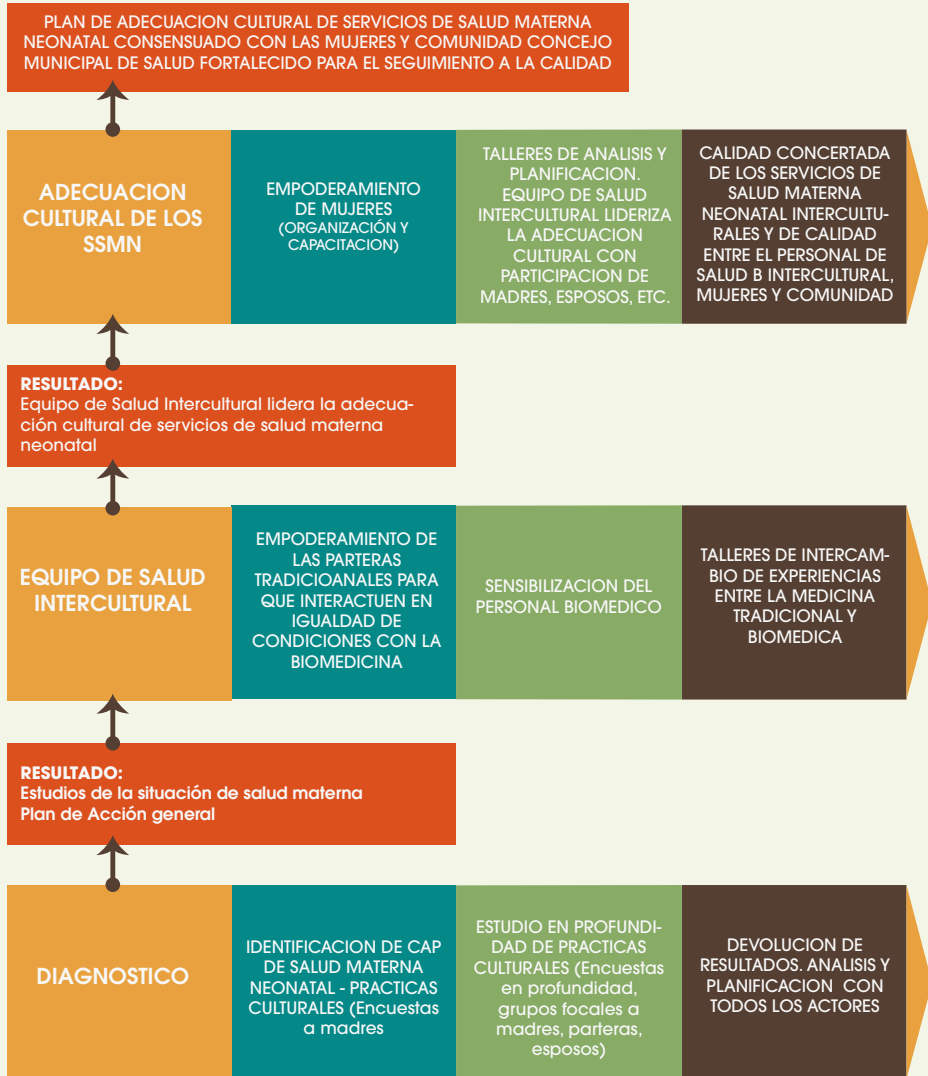 PLAN DE ADECUACION CULTURAL DE SERVICIOS DE SALUD MATERNA
NEONATAL CONSENSUADO CON LAS MUJERES Y COMUNIDAD CONCEJO
MUNICIPAL DE SALUD FORTALECIDO PARA EL SEGUIMIENTO A LA CALIDAD
ADECUACION
CULTURAL DE LOS
SSMN
EMPODERAMIENTO
DE MUJERES
(ORGANIZACIÓN Y
CAPACITACION)
TALLERES DE ANALISIS Y
PLANIFICACION.
EQUIPO DE SALUD
INTERCULTURAL LIDERIZA
LA ADECUACION
CULTURAL CON
PARTICIPACION DE
MADRES, ESPOSOS, ETC.
CALIDAD CONCERTADA
DE LOS SERVICIOS DE
SALUD MATERNA
NEONATAL INTERCULTU-
RALES Y DE CALIDAD
ENTRE EL PERSONAL DE
SALUD B INTERCULTURAL,
MUJERES Y COMUNIDAD
RESULTADO:
Equipo de Salud Intercultural lidera la adecua-
ción cultural de servicios de salud materna
neonatal
EQUIPO DE SALUD
INTERCULTURAL
EMPODERAMIENTO DE
LAS PARTERAS
TRADICIOANALES PARA
QUE INTERACTUEN EN
IGUALDAD DE
CONDICIONES CON LA
BIOMEDICINA
SENSIBILIZACION DEL
PERSONAL BIOMEDICO
TALLERES DE INTERCAM-
BIO DE EXPERIENCIAS
ENTRE LA MEDICINA
TRADICIONAL Y
BIOMEDICA
RESULTADO:
Estudios de la situación de salud materna
Plan de Acción general
DIAGNOSTICO
IDENTIFICACION DE CAP
DE SALUD MATERNA
NEONATAL - PRACTICAS
CULTURALES (Encuestas
a madres
ESTUDIO EN PROFUNDI-
DAD DE PRACTICAS
CULTURALES (Encuestas
en profundidad,
grupos focales a
madres, parteras,
esposos)
DEVOLUCION DE
RESULTADOS. ANALISIS Y
PLANIFICACION CON
TODOS LOS ACTORES